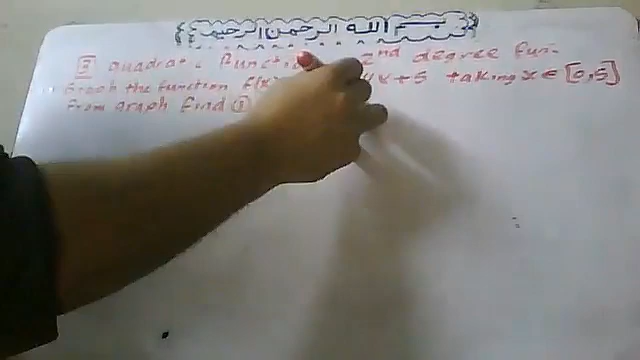 بسم الله الرحمن الرحيم
3 quadrat. Functi 2nd degree fun-
Graph the function f(x 4x+5 taking x ∈ [0,5]
From graph find ①